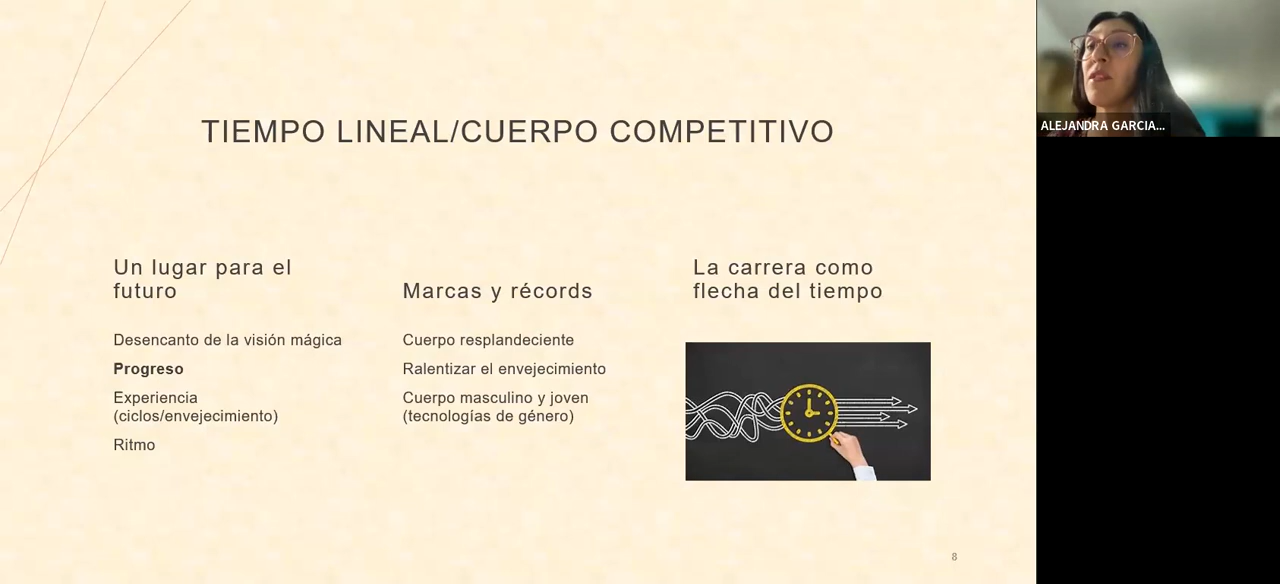 TIEMPO LINEAL/CUERPO COMPETITIVO
Un lugar para el
futuro
Desencanto de la visión mágica
Progreso
Experiencia
(ciclos/envejecimiento)
Ritmo
Marcas y récords
Cuerpo resplandeciente
Ralentizar el envejecimiento
Cuerpo masculino y joven
(tecnologías de género)
La carrera como
flecha del tiempo
8
ALEJANDRA GARCIA...